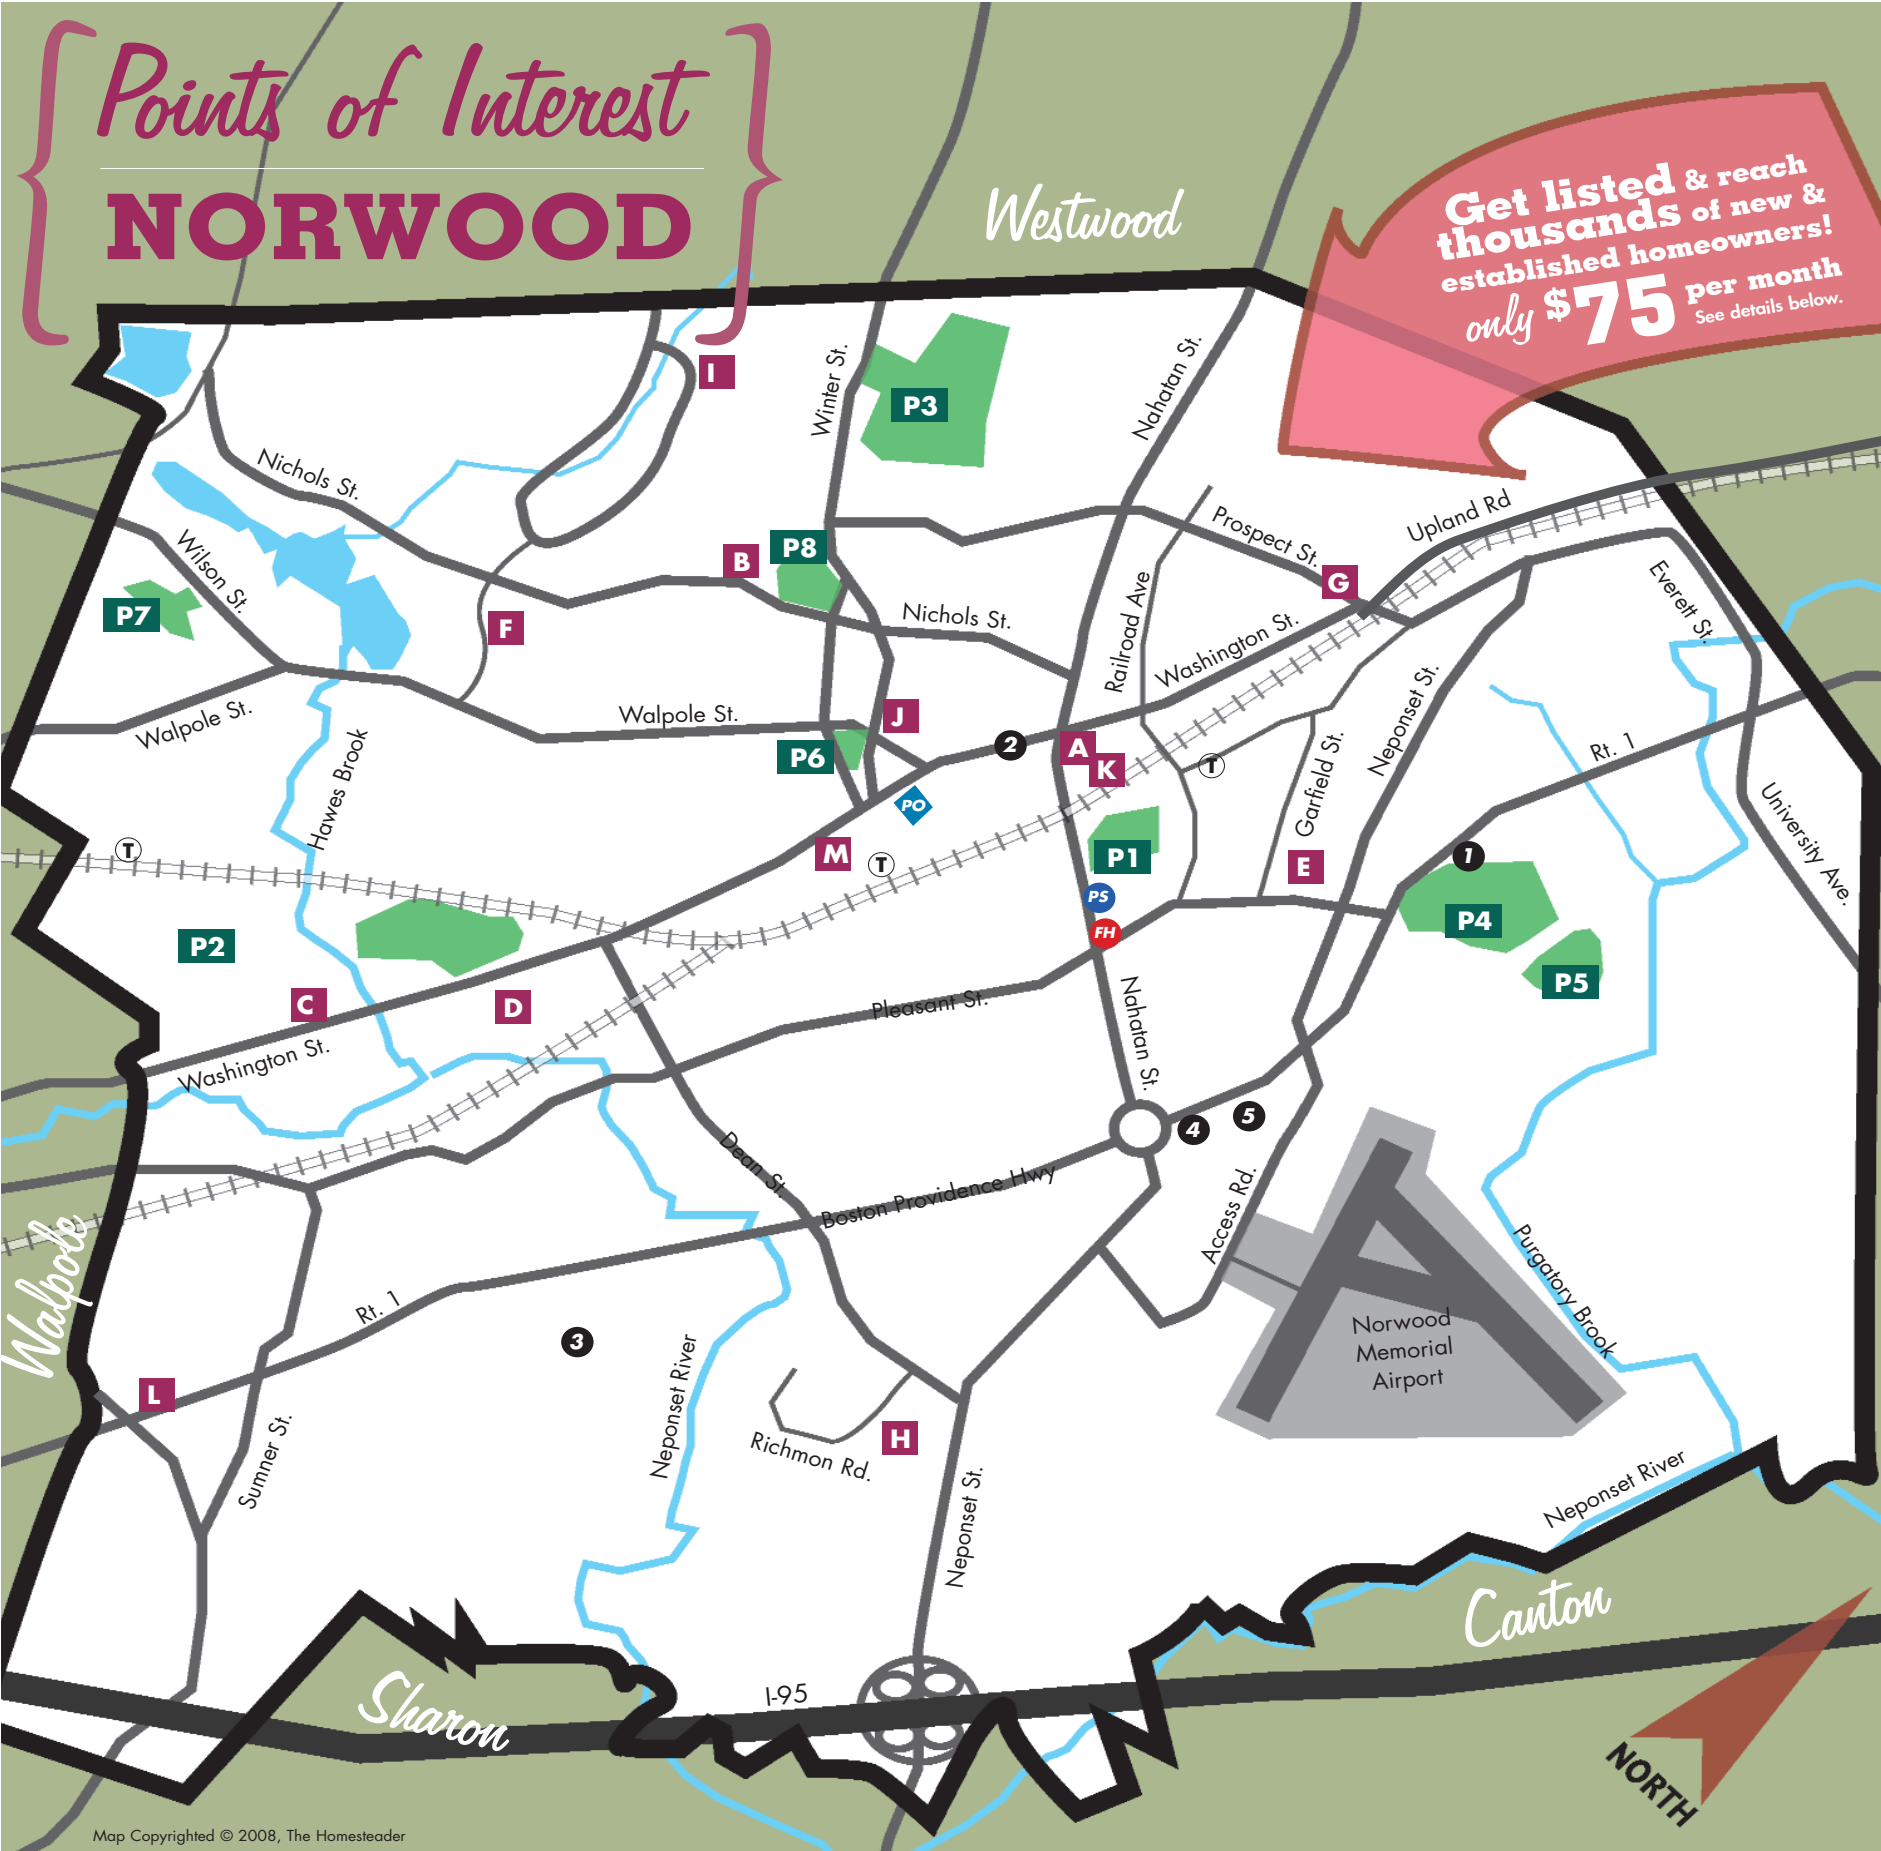 Points of Interest
NORWOOD
Westwood
Get listed & reach
thousands of new &
established homeowners!
only $75 per month
See details below.
I
Winter St.
P3
Nahatan St.
Nichols St.
Upland Rd
Prospect St.
Wilson St.
B
P8
G
Everett St.
P7
F
Nichols St.
Railroad Ave
Washington St.
Neponset St.
Walpole St.
Walpole St.
J
P6
2
A
K
T
Rt. 1
Hawes Brook
Garfield St.
University Ave.
PO
T
M
T
P1
E
1
PS
FH
P4
P2
P5
C
D
Pleasant St.
Nahatan St.
Washington St.
4
5
Dean St.
Boston Providence Hwy
Access Rd.
Walpole
Purgatory Brook
Rt. 1
3
Norwood
Memorial
Airport
Neponset River
L
Sumner St.
H
Richmon Rd.
Neponset St.
Neponset River
Canton
Sharon
I-95
NORTH
Map Copyrighted © 2008, The Homesteader